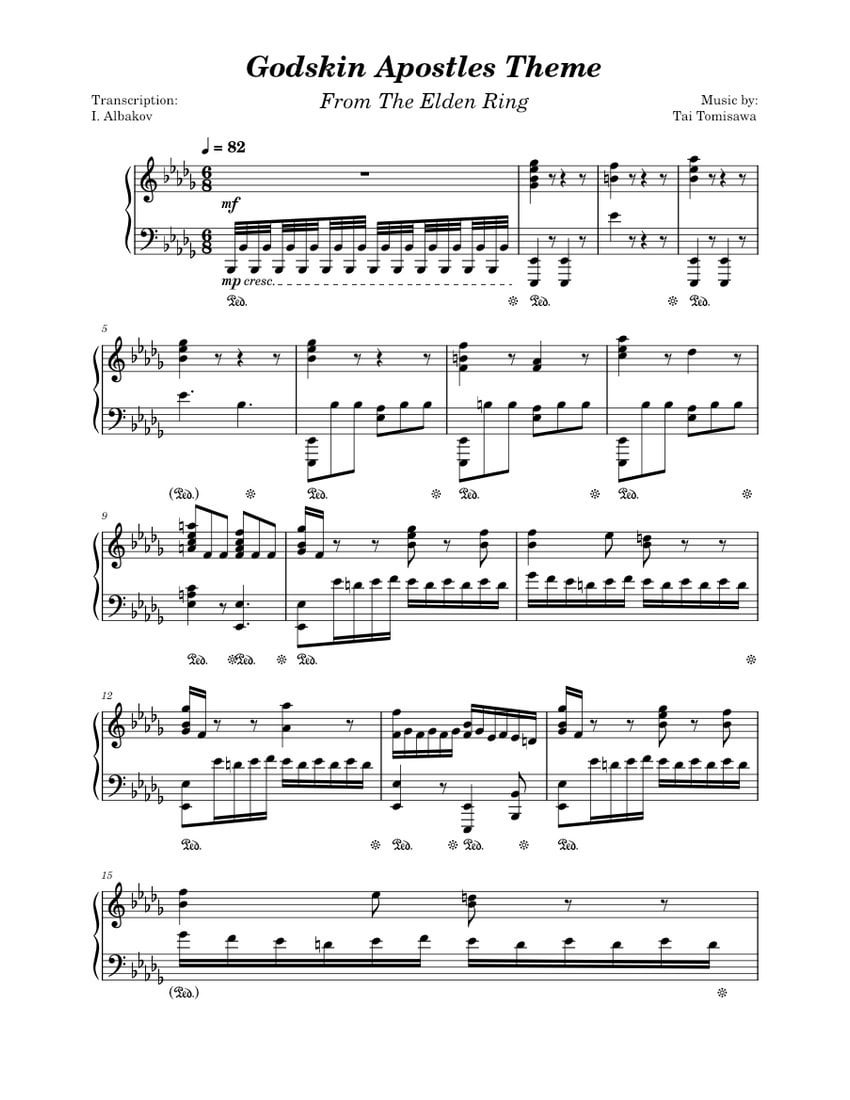 Godskin Apostles Theme
From The Elden Ring
Transcription:
I. Albakov
Music by:
Tai Tomisawa
♩ = 82
6
8
6
8
mf
mp cresc.
Ped. Ped. Ped.
5
(Ped.) Ped. Ped. Ped.
9
Ped. Ped. Ped.
12
Ped. Ped. Ped. Ped.
15
(Ped.)